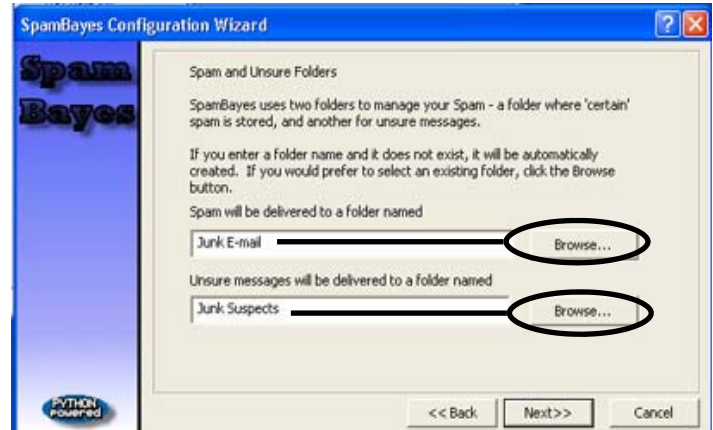 SpamBayes Configuration Wizard
Spam
Bayes
Spam and Unsure Folders
SpamBayes uses two folders to manage your Spam - a folder where 'certain'
spam is stored, and another for unsure messages.
If you enter a folder name and it does not exist, it will be automatically
created. If you would prefer to select an existing folder, click the Browse
button.
Spam will be delivered to a folder named
Junk E-mail
Browse...
Unsure messages will be delivered to a folder named
Junk Suspects
Browse...
PYTHON
Powered
<< Back
Next>>
Cancel